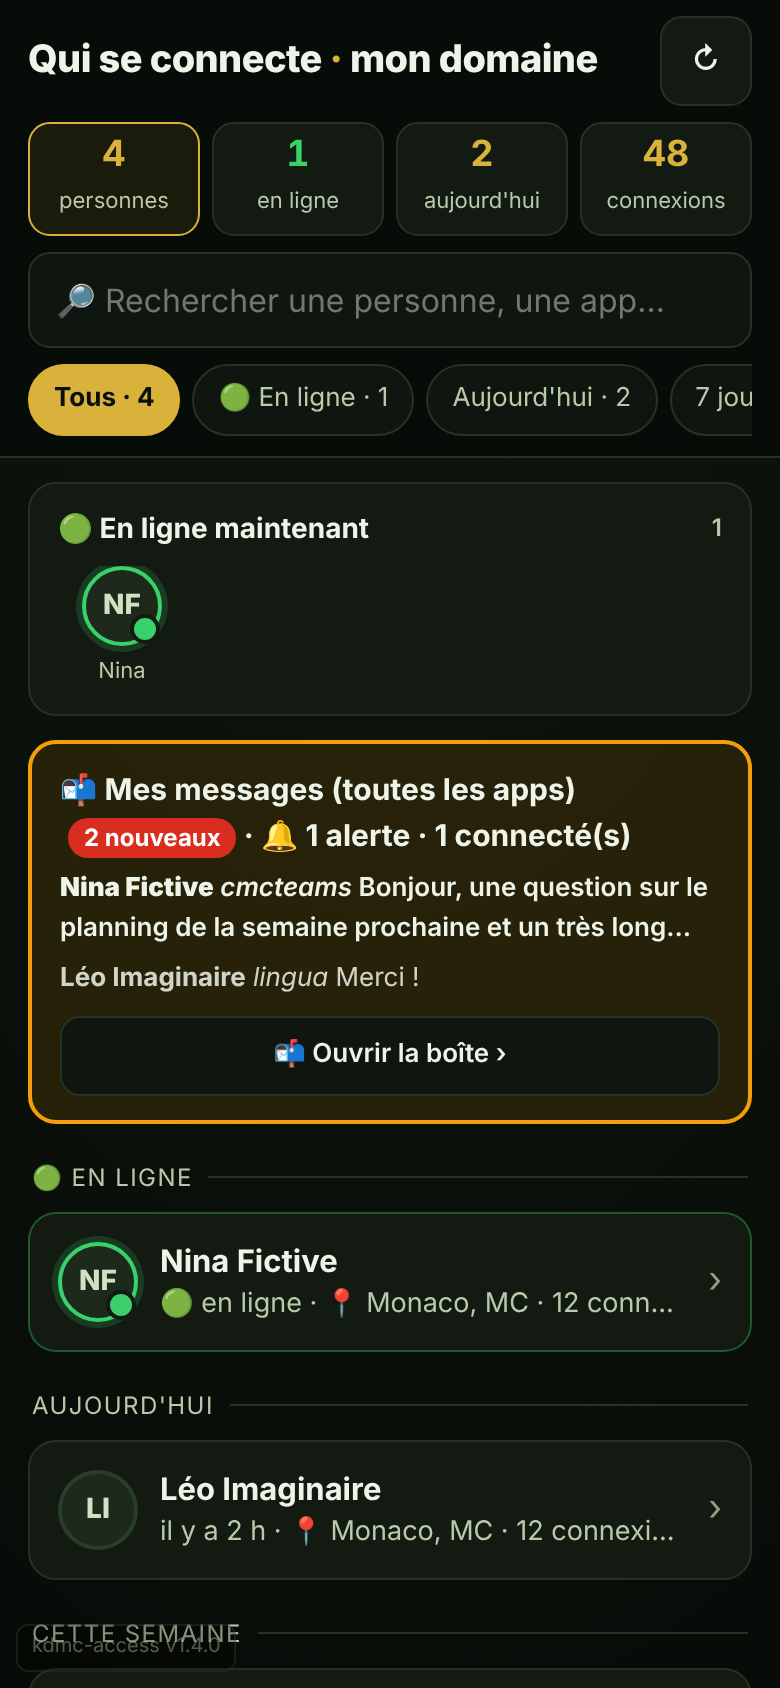 Qui se connecte · mon domaine
↻
4
personnes
1
en ligne
2
aujourd'hui
48
connexions
🔎 Rechercher une personne, une app...
Tous · 4
🟢 En ligne · 1
Aujourd'hui · 2
7 jou
🟢 En ligne maintenant
1
NF
Nina
📬 Mes messages (toutes les apps)
2 nouveaux · 🔔 1 alerte · 1 connecté(s)
Nina Fictive cmcteams Bonjour, une question sur le
planning de la semaine prochaine et un très long...
Léo Imaginaire lingua Merci !
📬 Ouvrir la boîte ›
🟢 EN LIGNE
NF
Nina Fictive
🟢 en ligne · 📍 Monaco, MC · 12 conn...
›
AUJOURD'HUI
LI
Léo Imaginaire
il y a 2 h · 📍 Monaco, MC · 12 connexi...
›
CETTE SEMAINE
kdmc-access v1.4.0